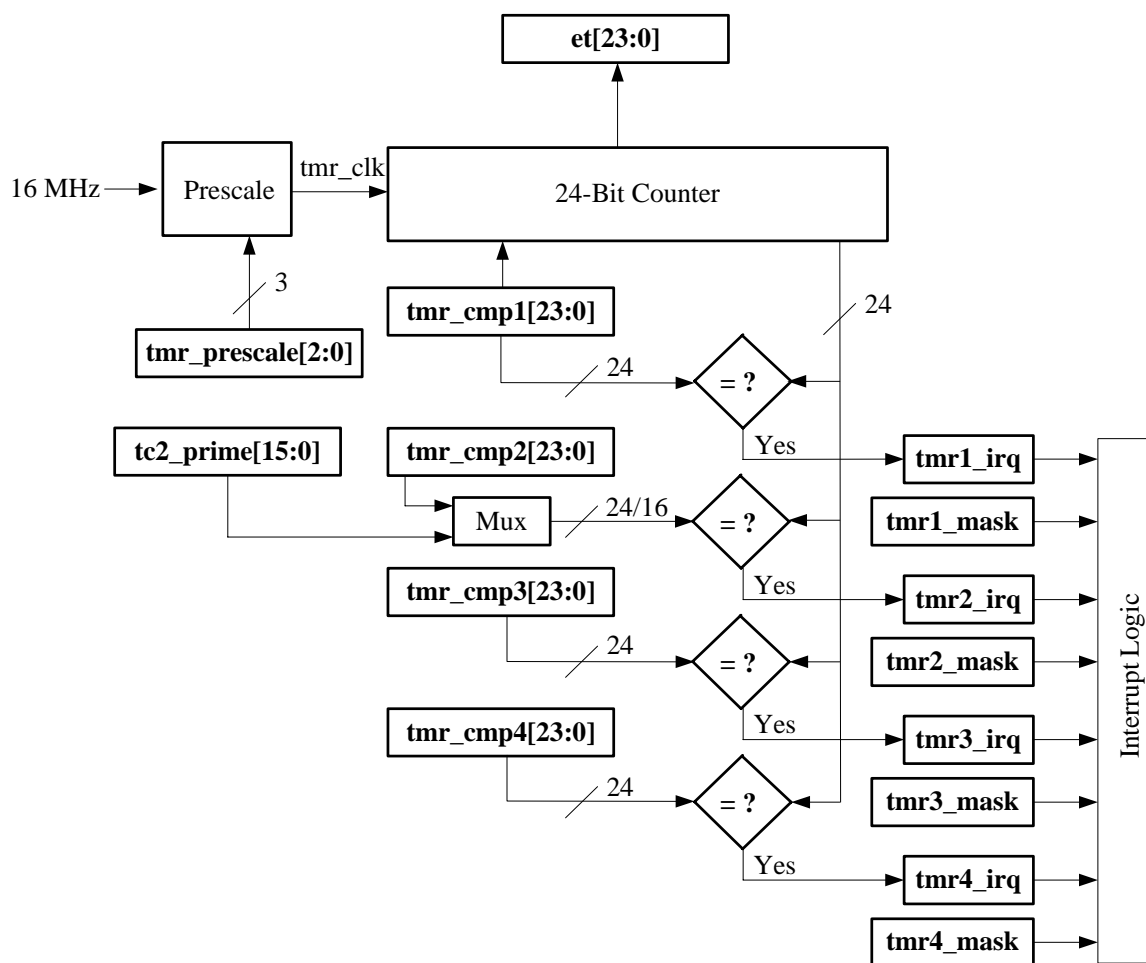 et[23:0]
tmr_clk
16 MHz
Prescale
24-Bit Counter
3
tmr_cmp1[23:0]
24
tmr_prescale[2:0]
24
= ?
Yes
tc2_prime[15:0]
tmr_cmp2[23:0]
tmr1_irq
Mux
24/16
= ?
tmr1_mask
Yes
tmr_cmp3[23:0]
tmr2_irq
24
= ?
tmr2_mask
Yes
tmr_cmp4[23:0]
tmr3_irq
24
= ?
tmr3_mask
Yes
tmr4_irq
tmr4_mask
Interrupt Logic